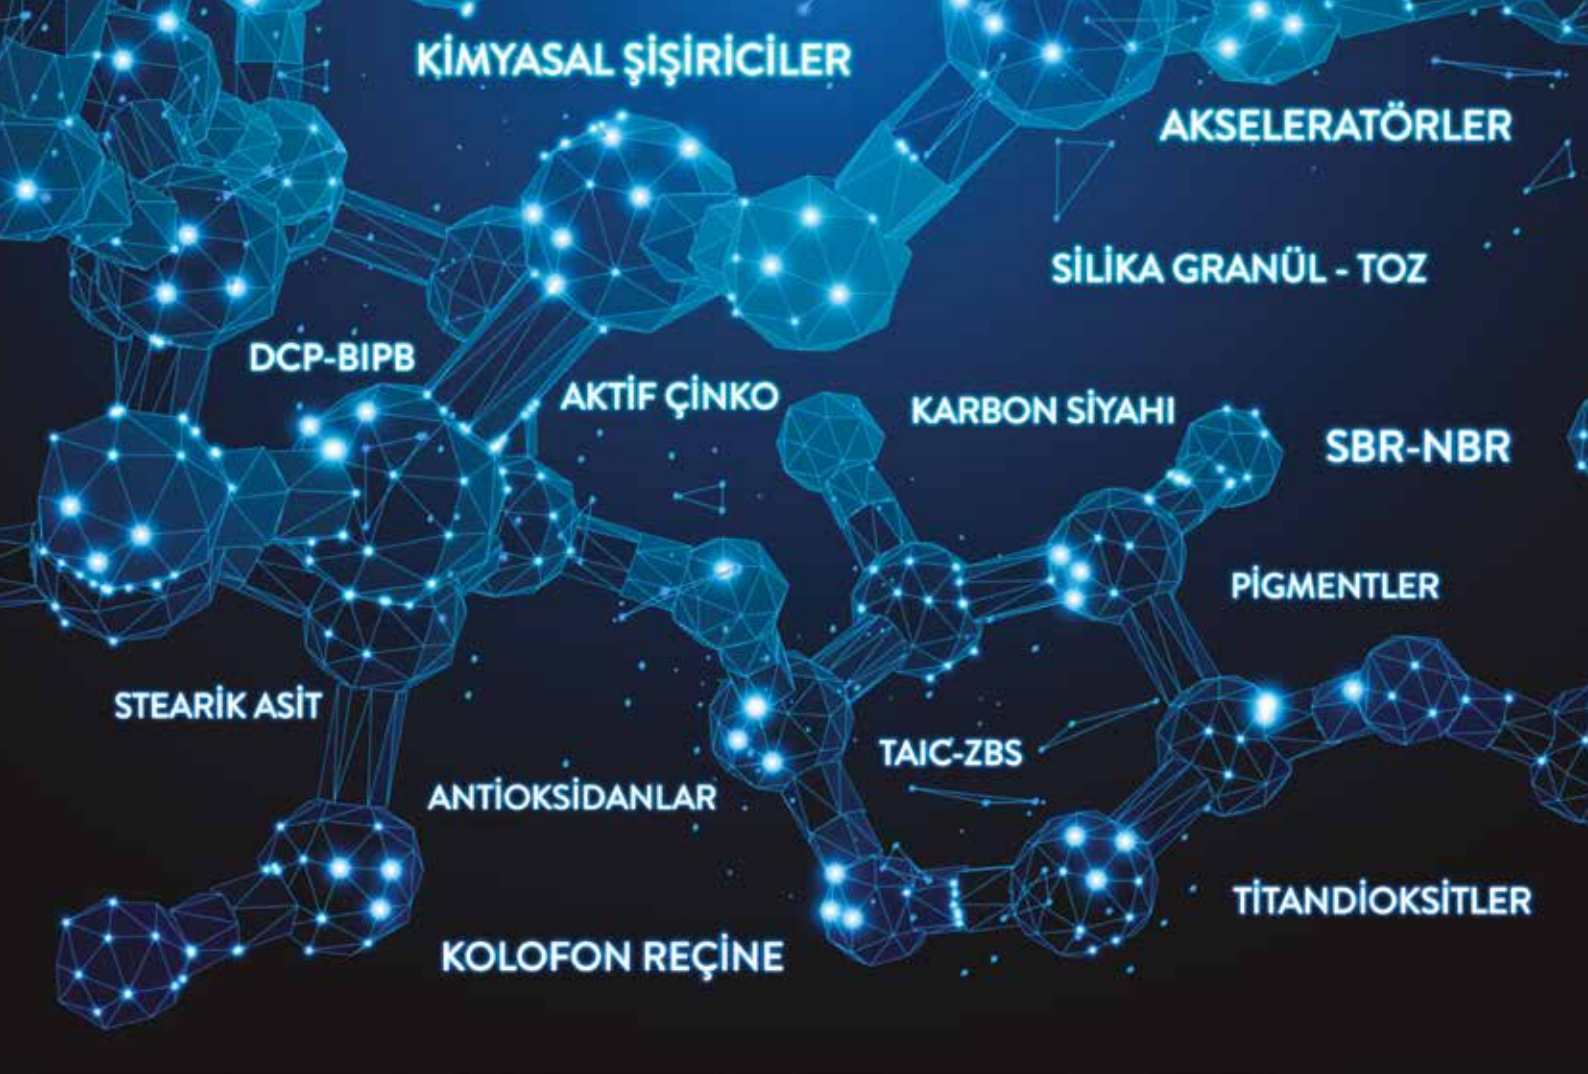 KİMYASAL ŞİŞİRİCİLER
AKSELERATÖRLER
SİLİKA GRANÜL - TOZ
DCP-BIPB
AKTİF ÇİNKO
KARBON SİYAHI
SBR-NBR
PİGMENTLER
STEARİK ASİT
TAIC-ZBS
ANTİOKSİDANLAR
TİTANDİOKSİTLER
KOLOFON REÇİNE